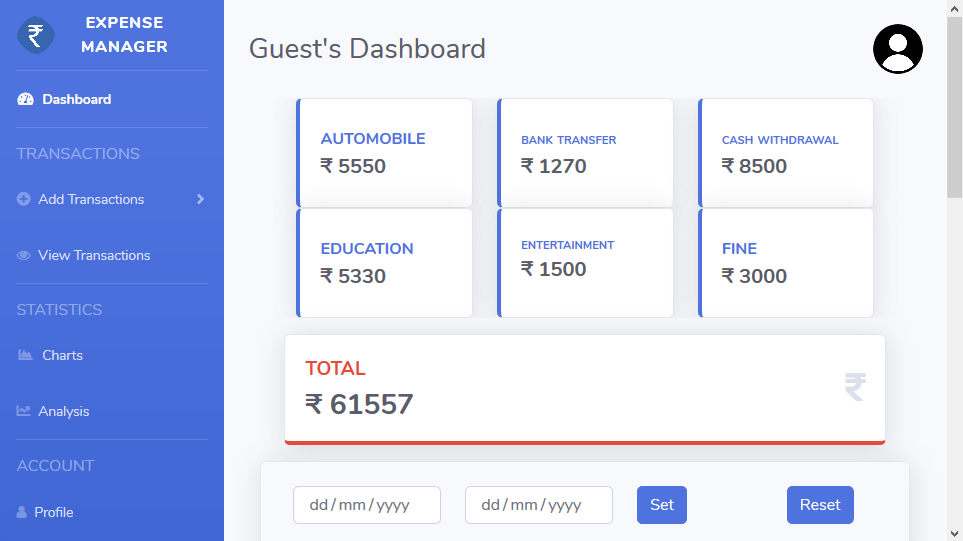 EXPENSE
MANAGER
Dashboard
TRANSACTIONS
Add Transactions
View Transactions
STATISTICS
Charts
Analysis
ACCOUNT
Profile
Guest's Dashboard
AUTOMOBILE
₹ 5550
BANK TRANSFER
₹ 1270
CASH WITHDRAWAL
₹ 8500
EDUCATION
₹ 5330
ENTERTAINMENT
₹ 1500
FINE
₹ 3000
TOTAL
₹ 61557
₹
dd/mm/yyyy
dd/mm/yyyy
Set
Reset